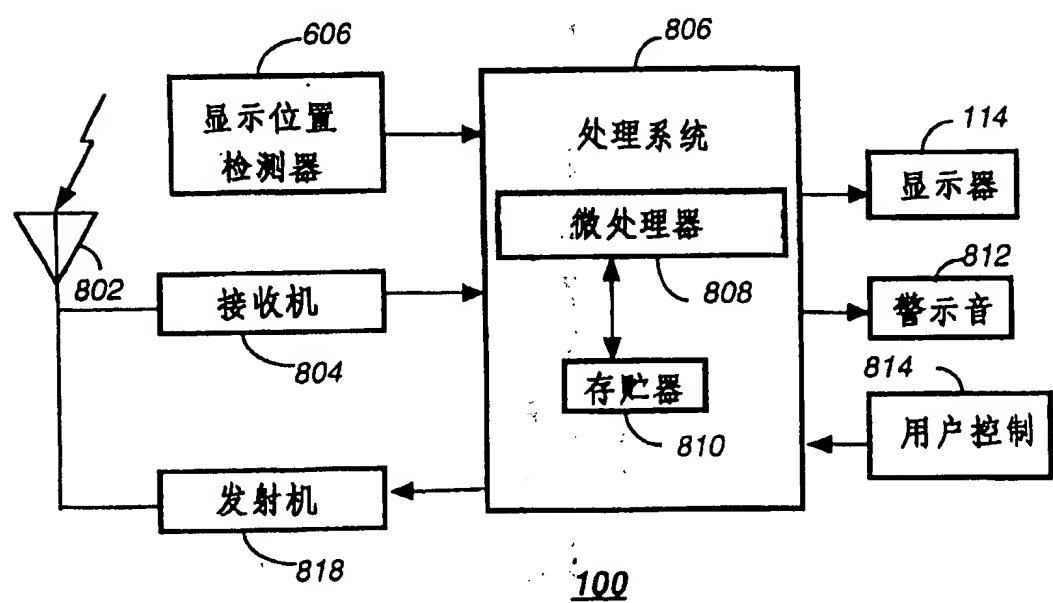 606
显示位置
检测器
806
处理系统
微处理器
808
存贮器
810
114
显示器
812
警示音
814
用户控制
802
接收机
804
发射机
818
100